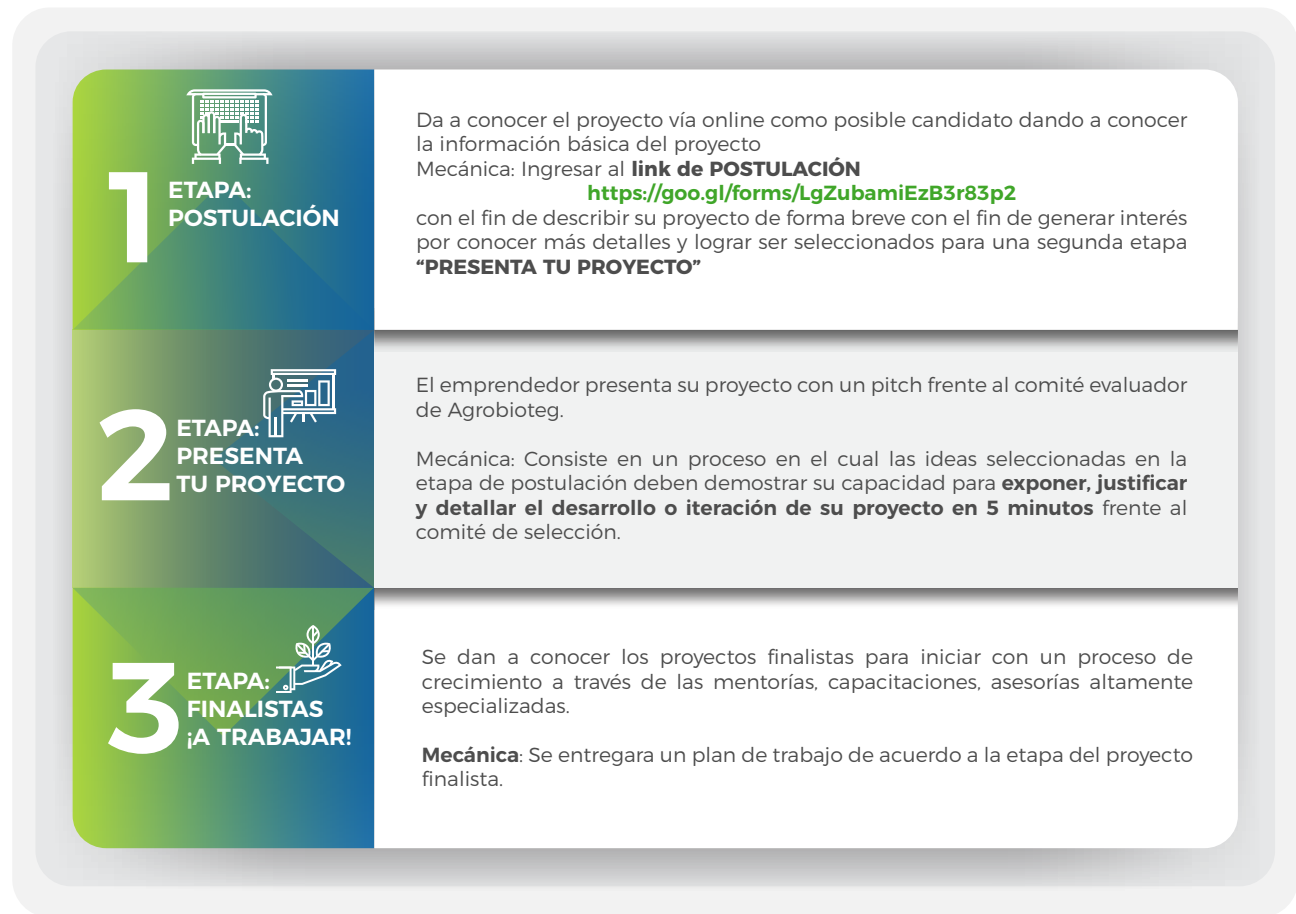 1
ETAPA:
POSTULACIÓN
Da a conocer el proyecto vía online como posible candidato dando a conocer
la información básica del proyecto
Mecánica: Ingresar al link de POSTULACIÓN
https://goo.gl/forms/LgZubamiEzB3r83p2
con el fin de describir su proyecto de forma breve con el fin de generar interés
por conocer más detalles y lograr ser seleccionados para una segunda etapa
“PRESENTA TU PROYECTO”
2
ETAPA:
PRESENTA
TU PROYECTO
El emprendedor presenta su proyecto con un pitch frente al comité evaluador
de Agrobioteg.
Mecánica: Consiste en un proceso en el cual las ideas seleccionadas en la
etapa de postulación deben demostrar su capacidad para exponer, justificar
y detallar el desarrollo o iteración de su proyecto en 5 minutos frente al
comité de selección.
3
ETAPA:
FINALISTAS
¡A TRABAJAR!
Se dan a conocer los proyectos finalistas para iniciar con un proceso de
crecimiento a través de las mentorías, capacitaciones, asesorías altamente
especializadas.
Mecánica: Se entregara un plan de trabajo de acuerdo a la etapa del proyecto
finalista.